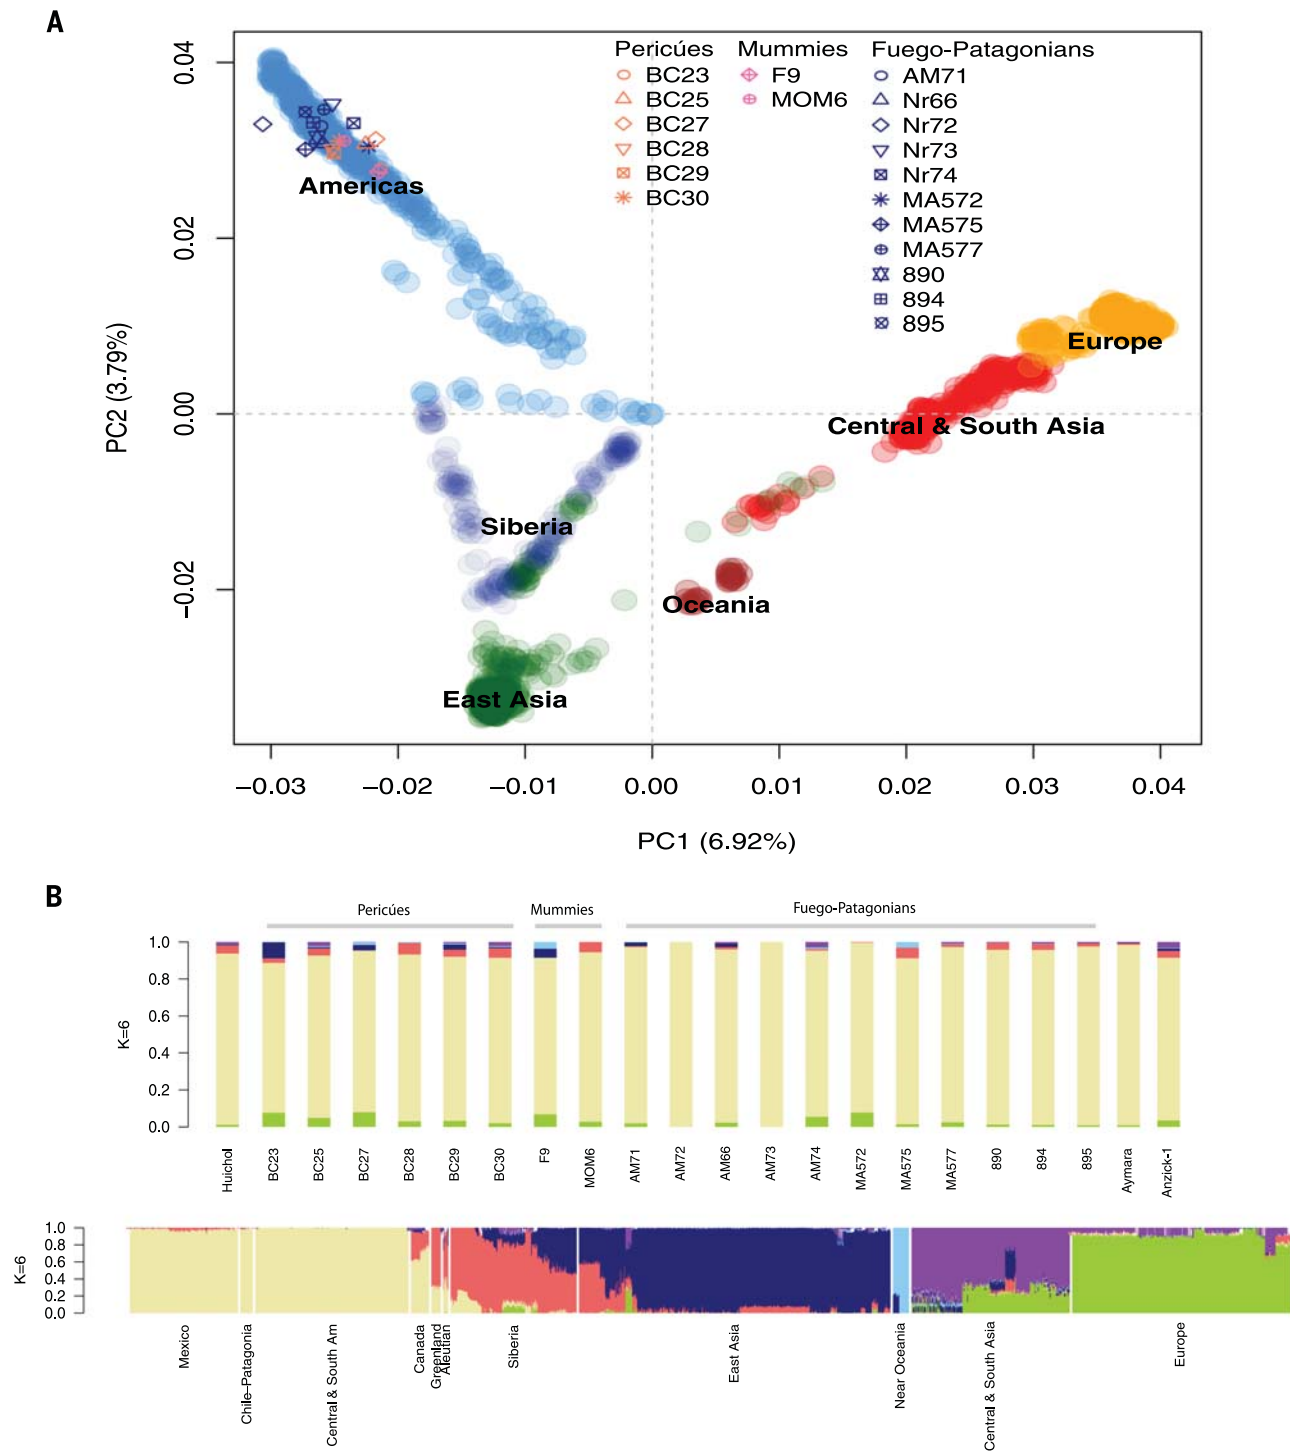 A
Pericúes
BC23
BC25
BC27
BC28
BC29
BC30
Mummies
F9
MOM6
Fuego-Patagonians
AM71
Nr66
Nr72
Nr73
Nr74
MA572
MA575
MA577
890
894
895
Americas
Europe
Central & South Asia
Siberia
Oceania
East Asia
0.04
0.02
0.00
−0.02
PC2 (3.79%)
−0.03 −0.02 −0.01 0.00 0.01 0.02 0.03 0.04
PC1 (6.92%)
B
Pericúes Mummies Fuego-Patagonians
1.0
0.8
0.6
0.4
0.2
0.0
K=6
Huichol BC23 BC25 BC27 BC28 BC29 BC30 F9 MOM6 AM71 AM72 AM66 AM73 AM74 MA572 MA575 MA577 890 894 895 Aymara Anzick-1
1.0
0.8
0.6
0.4
0.2
0.0
K=6
Mexico Chile–Patagonia Central & South Am Canada Greenland Aleutian Siberia East Asia Near Oceania Central & South Asia Europe